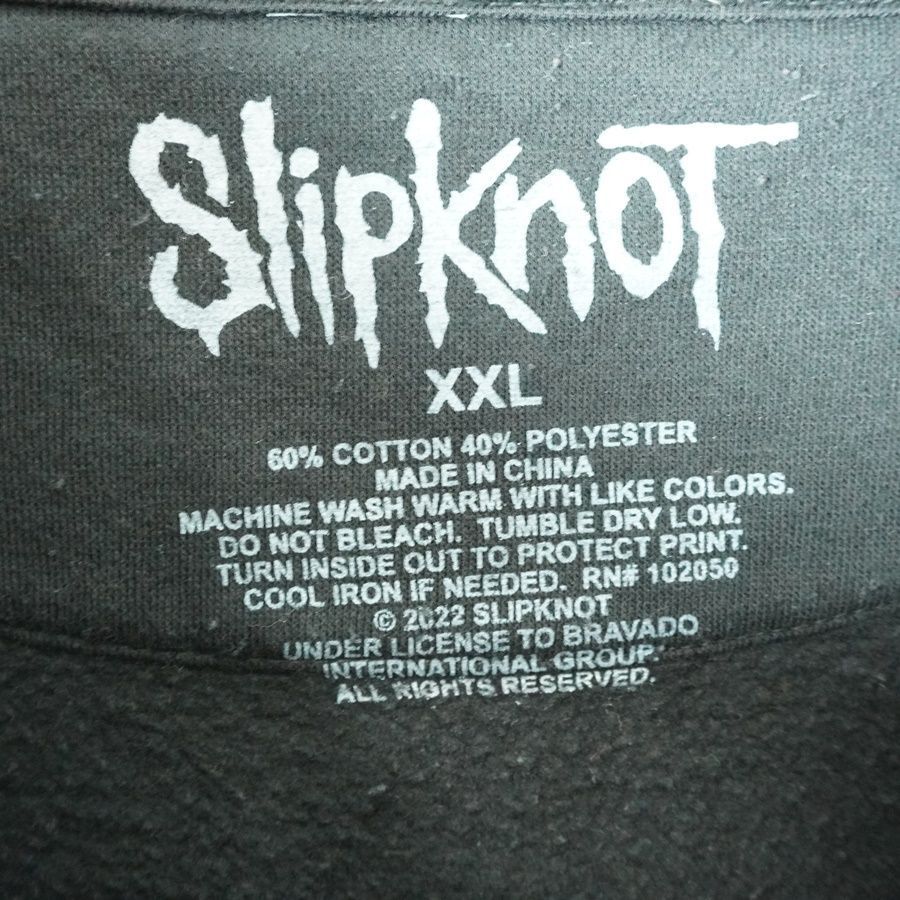 SlipknoT
XXL
60% COTTON 40% POLYESTER
MADE IN CHINA
MACHINE WASH WARM WITH LIKE COLORS.
DO NOT BLEACH. TUMBLE DRY LOW.
TURN INSIDE OUT TO PROTECT PRINT.
COOL IRON IF NEEDED. RN# 102050
© 2022 SLIPKNOT
UNDER LICENSE TO BRAVADO
INTERNATIONAL GROUP.
ALL RIGHTS RESERVED.